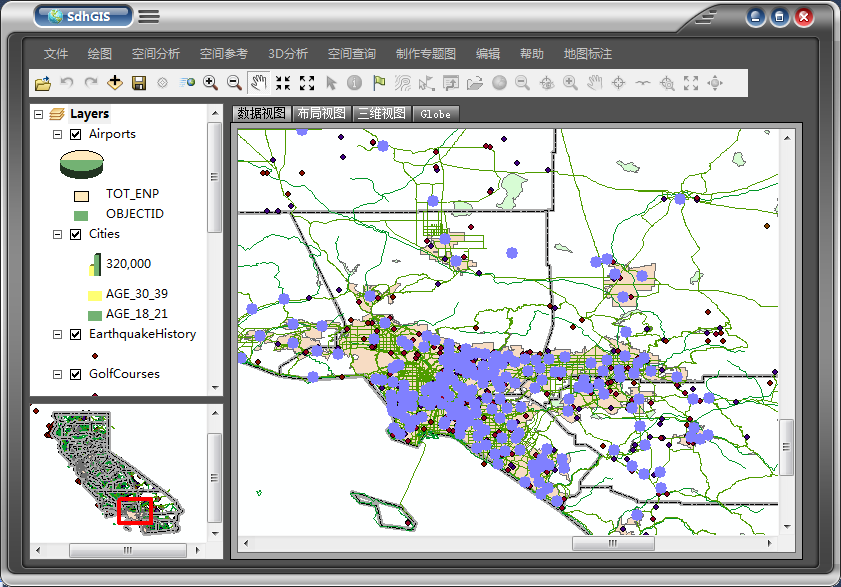 SdhGIS
文件 绘图 空间分析 空间参考 3D分析 空间查询 制作专题图 编辑 帮助 地图标注
数据视图 布局视图 三维视图 Globe
Layers
Airports
TOT_ENP
OBJECTID
Cities
320,000
AGE_30_39
AGE_18_21
EarthquakeHistory
GolfCourses